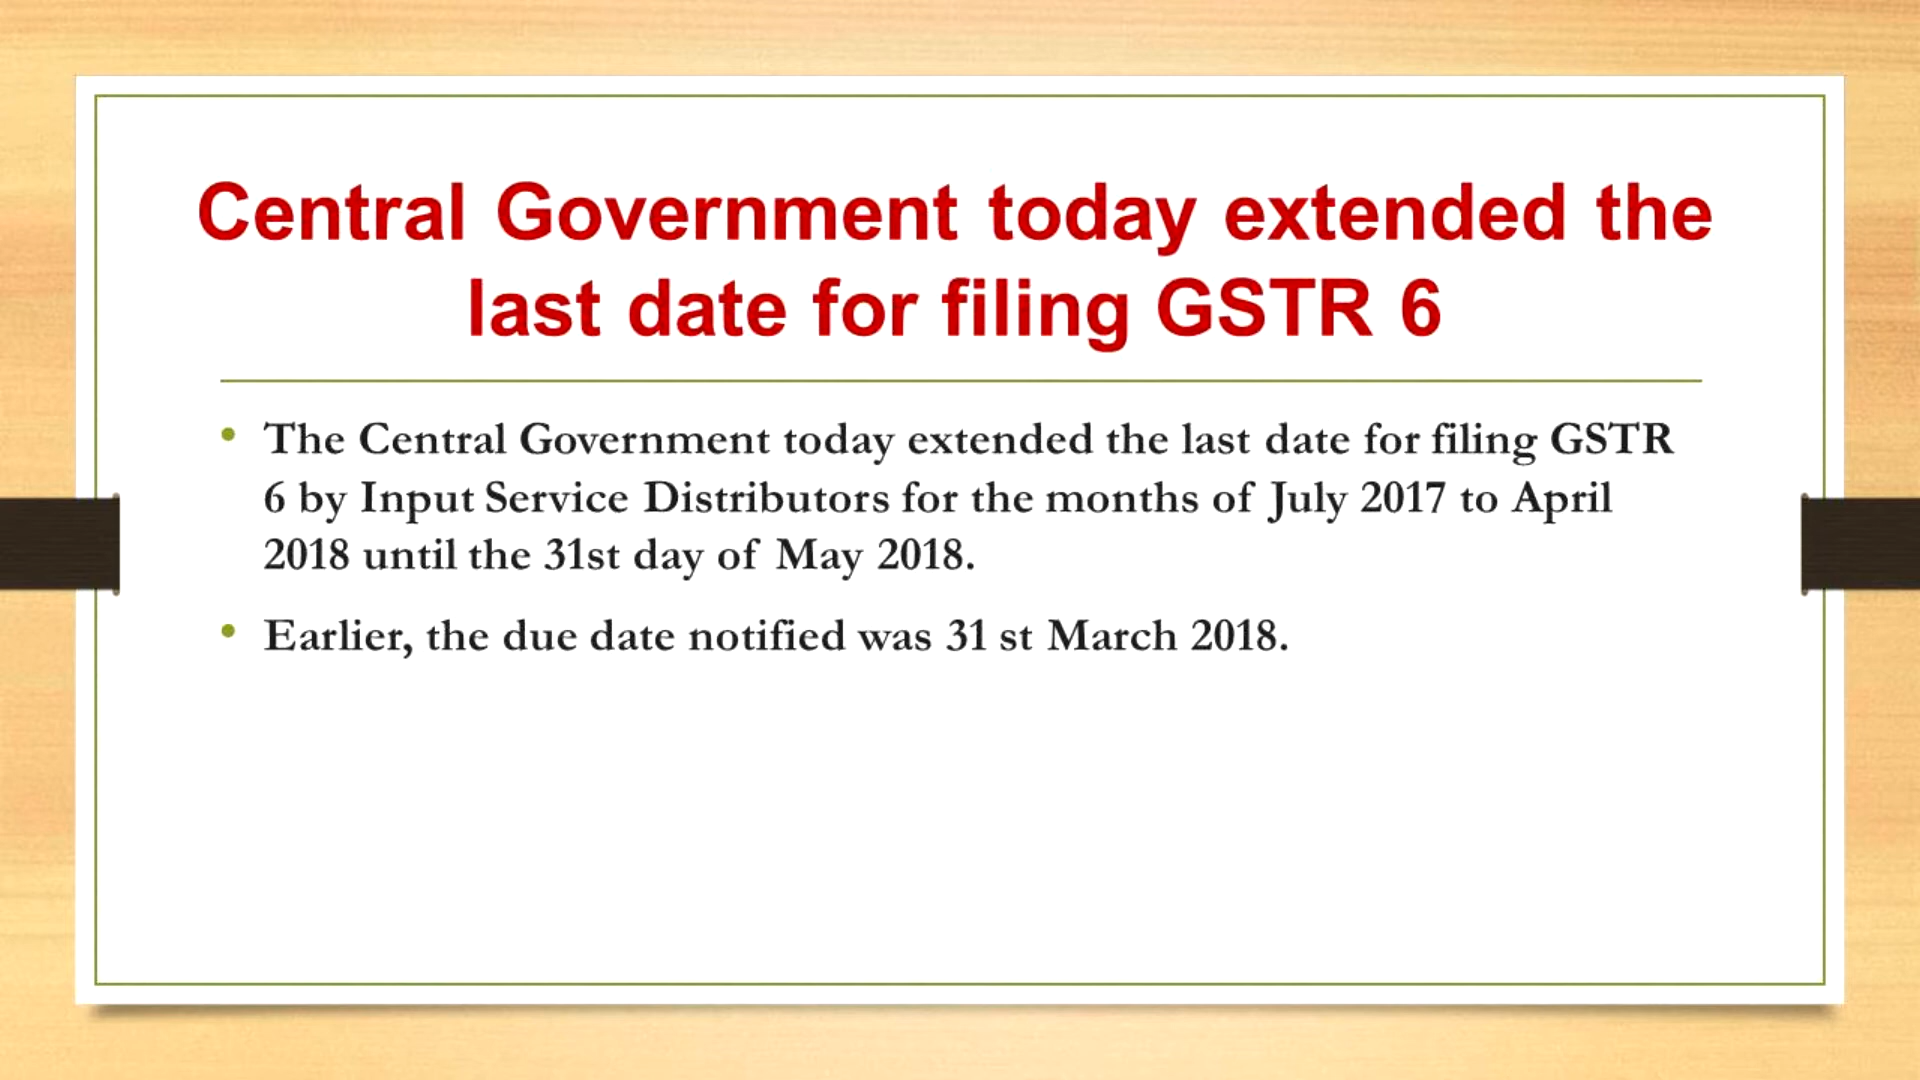 Central Government today extended the
last date for filing GSTR 6
• The Central Government today extended the last date for filing GSTR
6 by Input Service Distributors for the months of July 2017 to April
2018 until the 31st day of May 2018.
• Earlier, the due date notified was 31 st March 2018.